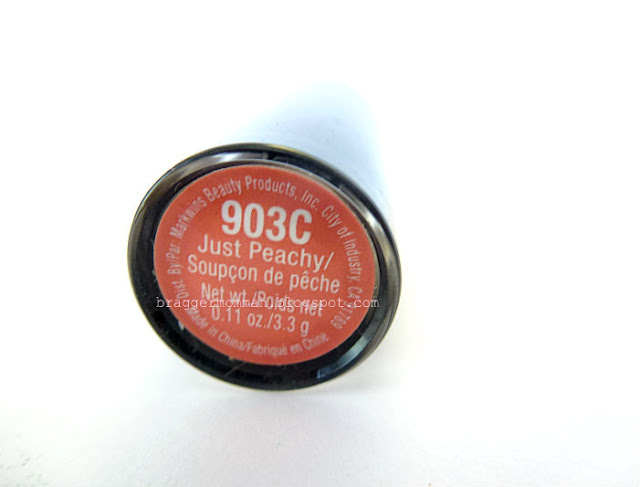 Dist. By/Par: Markwins Beauty Products, Inc. City of Industry, CA 91789
903C
Just Peachy/
Soupçon de pêche
Net wt./Poids net
0.11 oz./3.3 g
Made in China/Fabriqué en Chine
braggermommah.blogspot.com